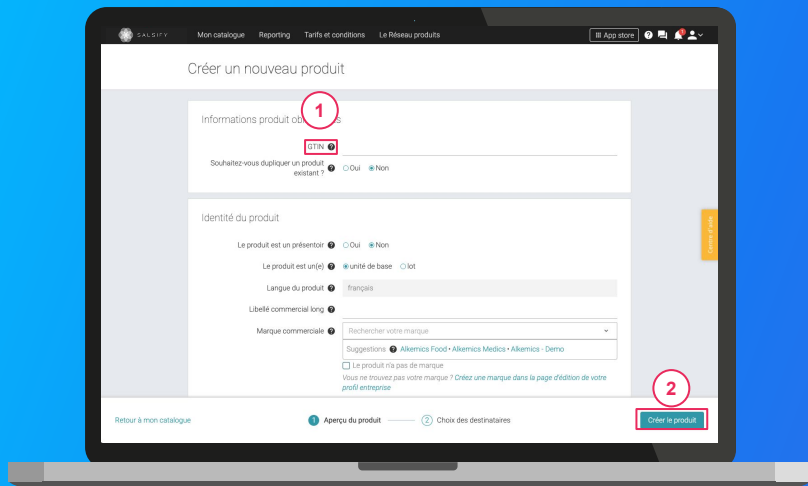 SALSIFY
Mon catalogue Reporting Tarifs et conditions Le Réseau produits
App store
Créer un nouveau produit
1
Informations produit
GTIN
Souhaitez-vous dupliquer un produit existant ?
Oui Non
Identité du produit
Le produit est un présentoir Oui Non
Le produit est un(e) unité de base lot
Langue du produit français
Libellé commercial long
Marque commerciale Rechercher votre marque
Suggestions Alkemics Food • Alkemics Medics • Alkemics - Demo
Le produit n'a pas de marque
Vous ne trouvez pas votre marque ? Créez une marque dans la page d'édition de votre
profil entreprise
Centre d'aide
2
Retour à mon catalogue 1 Aperçu du produit 2 Choix des destinataires Créer le produit